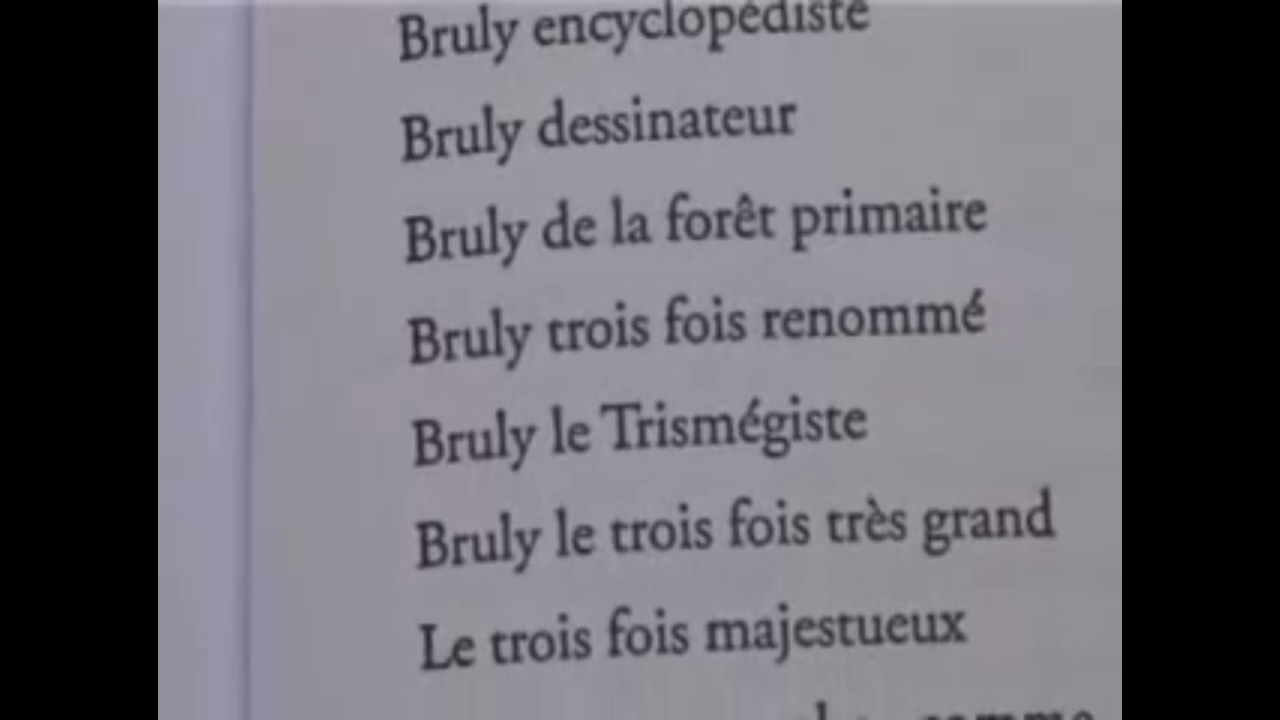 Bruly encyclopédiste
Bruly dessinateur
Bruly de la forêt primaire
Bruly trois fois renommé
Bruly le Trismégiste
Bruly le trois fois très grand
Le trois fois majestueux